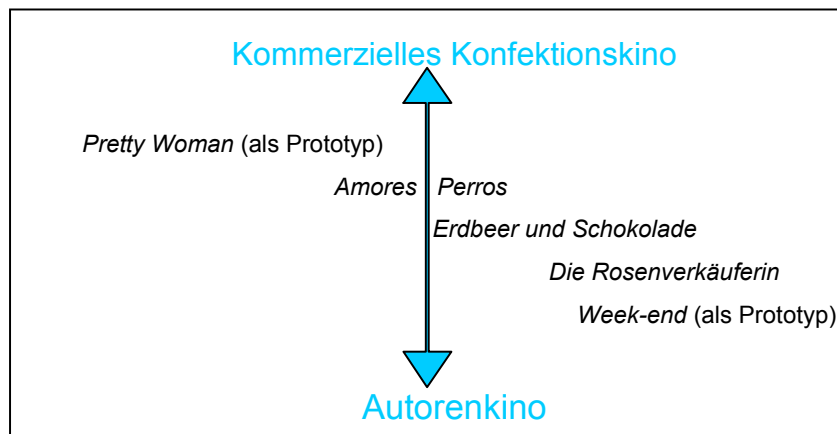 Kommerzielles Konfektionskino
Pretty Woman (als Prototyp)
Amores Perros
Erdbeer und Schokolade
Die Rosenverkäuferin
Week-end (als Prototyp)
Autorenkino